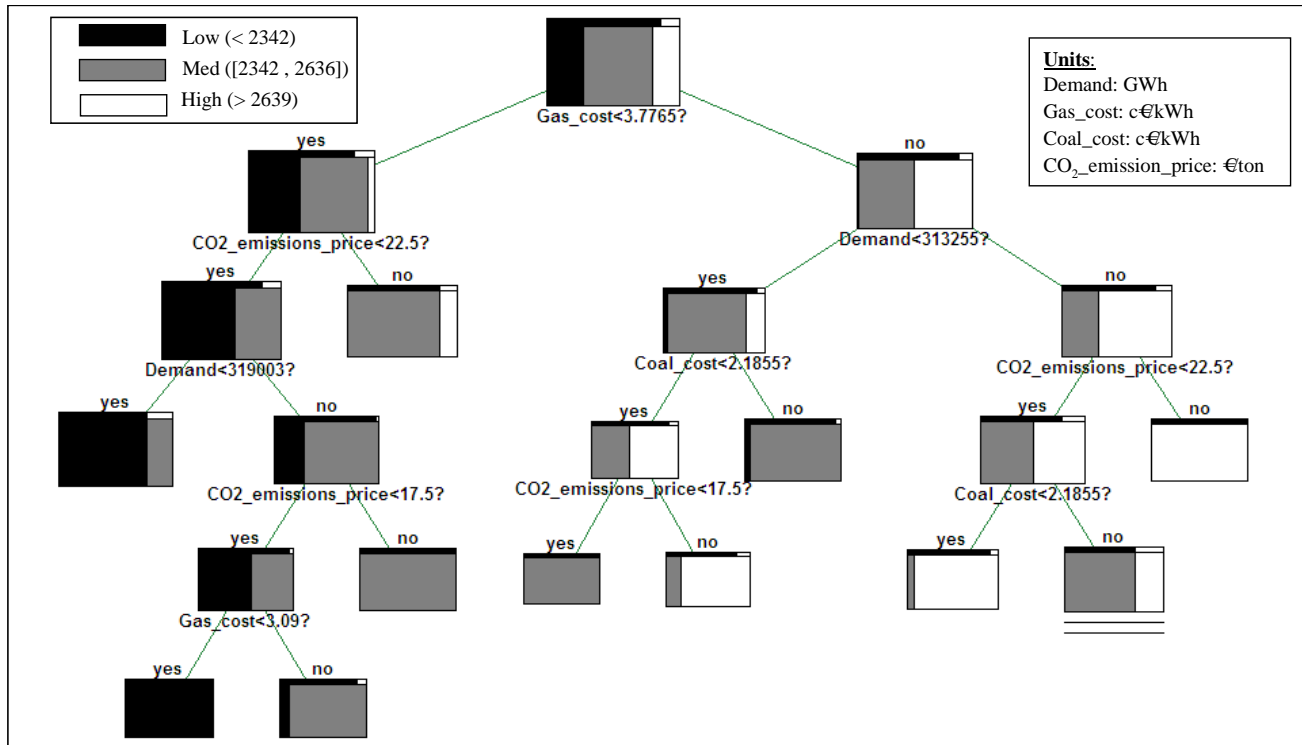 Low (< 2342)
Med ([2342 , 2636])
High (> 2639)
Units:
Demand: GWh
Gas_cost: c€/kWh
Coal_cost: c€/kWh
CO2_emission_price: €/ton
Gas_cost<3.7765?
yes
no
CO2_emissions_price<22.5?
Demand<313255?
yes
no
yes
no
Demand<319003?
Coal_cost<2.1855?
CO2_emissions_price<22.5?
yes
no
yes
no
yes
no
CO2_emissions_price<17.5?
CO2_emissions_price<17.5?
Coal_cost<2.1855?
yes
no
yes
no
yes
no
Gas_cost<3.09?
yes
no